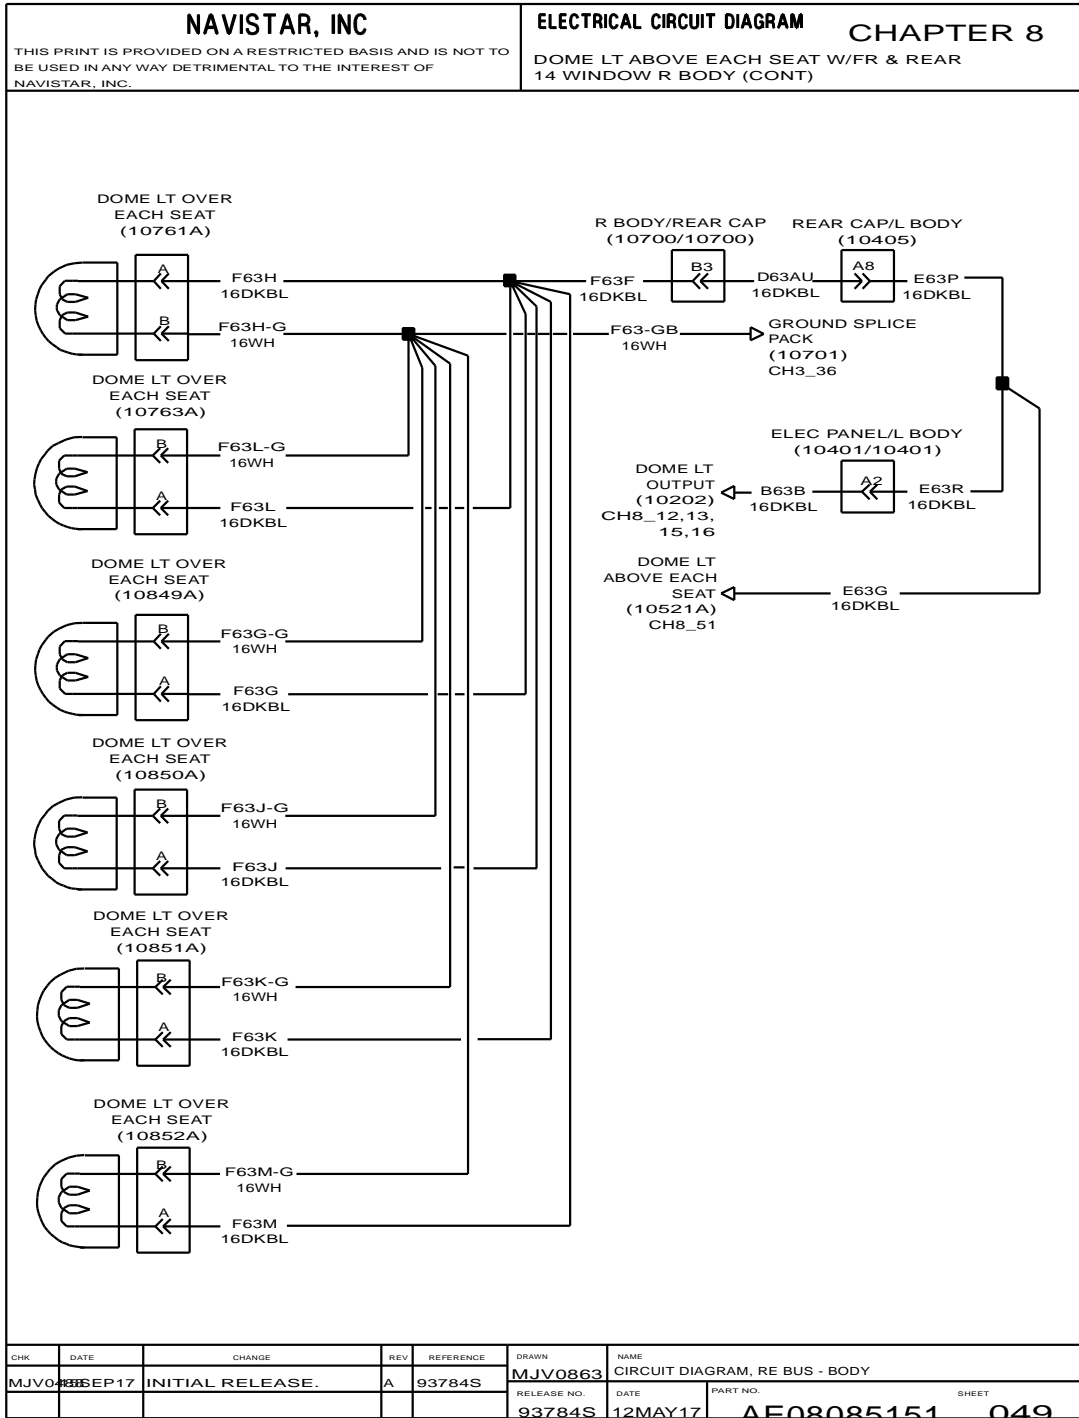 NAVISTAR, INC
THIS PRINT IS PROVIDED ON A RESTRICTED BASIS AND IS NOT TO
BE USED IN ANY WAY DETRIMENTAL TO THE INTEREST OF
NAVISTAR, INC.
ELECTRICAL CIRCUIT DIAGRAM
CHAPTER 8
DOME LT ABOVE EACH SEAT W/FR & REAR
14 WINDOW R BODY (CONT)
DOME LT OVER
EACH SEAT
(10761A)
A
F63H
16DKBL
B
F63H-G
16WH
R BODY/REAR CAP
(10700/10700)
F63F
16DKBL
B3
D63AU
16DKBL
REAR CAP/L BODY
(10405)
A8
E63P
16DKBL
F63-GB
16WH
GROUND SPLICE
PACK
(10701)
CH3_36
DOME LT OVER
EACH SEAT
(10763A)
B
F63L-G
16WH
A
F63L
16DKBL
ELEC PANEL/L BODY
(10401/10401)
DOME LT
OUTPUT
(10202)
CH8_12,13,
15,16
B63B
16DKBL
A2
E63R
16DKBL
DOME LT
ABOVE EACH
SEAT
(10521A)
CH8_51
E63G
16DKBL
DOME LT OVER
EACH SEAT
(10849A)
B
F63G-G
16WH
A
F63G
16DKBL
DOME LT OVER
EACH SEAT
(10850A)
B
F63J-G
16WH
A
F63J
16DKBL
DOME LT OVER
EACH SEAT
(10851A)
B
F63K-G
16WH
A
F63K
16DKBL
DOME LT OVER
EACH SEAT
(10852A)
B
F63M-G
16WH
A
F63M
16DKBL
CHK DATE CHANGE REV REFERENCE
SEP17 INITIAL RELEASE. A 93784S
DRAWN
MJV0863
NAME
CIRCUIT DIAGRAM, RE BUS - BODY
RELEASE NO.
93784S
DATE
12MAY17
PART NO.
AE08085151
SHEET
049